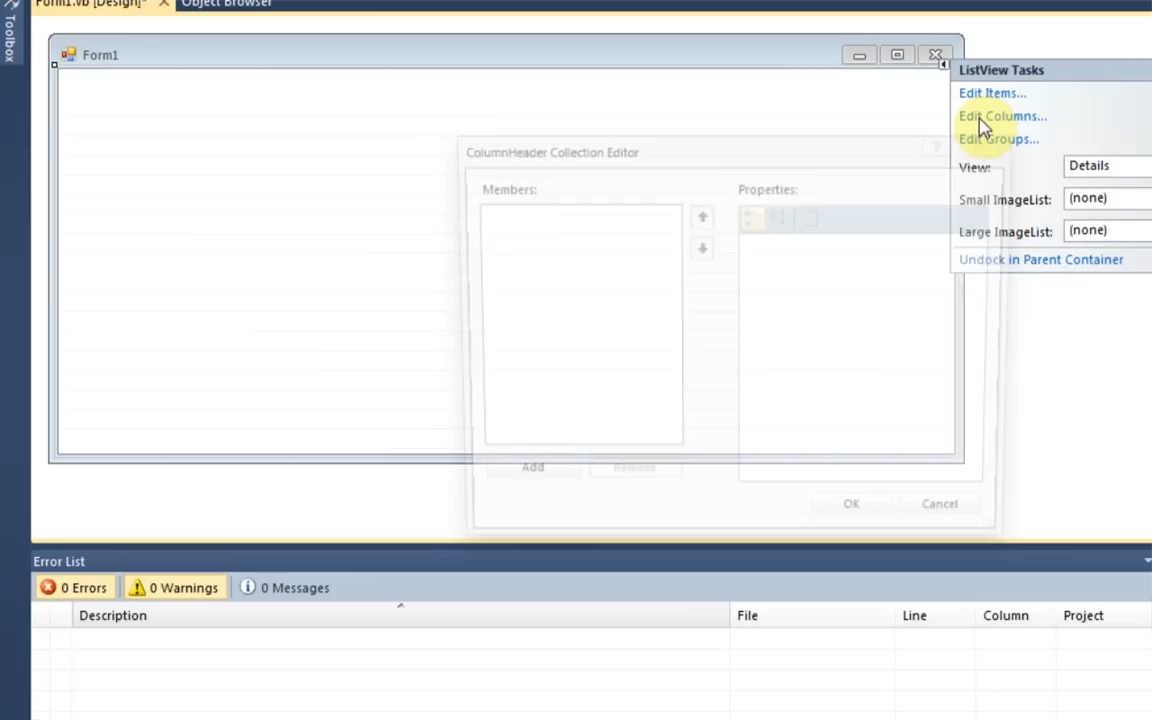 Form1.vb [Design]* Object Browser
Toolbox
Form1
ListView Tasks
Edit Items...
Edit Columns...
Edit Groups...
View: Details
Small ImageList: (none)
Large ImageList: (none)
Undock in Parent Container
ColumnHeader Collection Editor
Members: Properties:
Add Remove
OK Cancel
Error List
0 Errors 0 Warnings 0 Messages
Description File Line Column Project